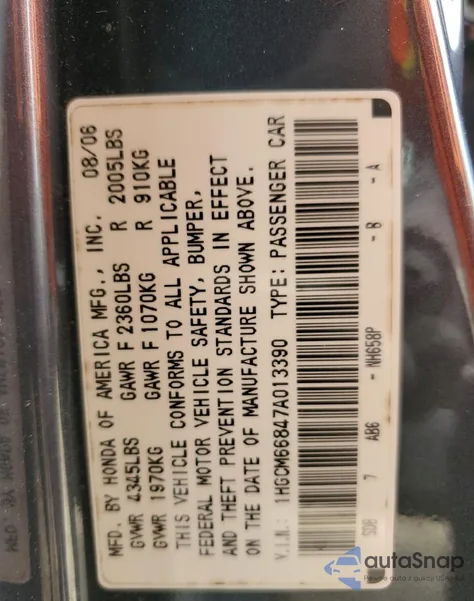 MFD. BY HONDA OF AMERICA MFG., INC. 08/06
GVWR 4345LBS GAWR F 2360LBS R 2005LBS
GVWR 1970KG GAWR F 1070KG R 910KG
THIS VEHICLE CONFORMS TO ALL APPLICABLE
FEDERAL MOTOR VEHICLE SAFETY, BUMPER,
AND THEFT PREVENTION STANDARDS IN EFFECT
ON THE DATE OF MANUFACTURE SHOWN ABOVE.
V.I.N.: 1HGCM66847A013390 TYPE: PASSENGER CAR
SDB 7 AB6 - NH658P - B - A
autoSnap